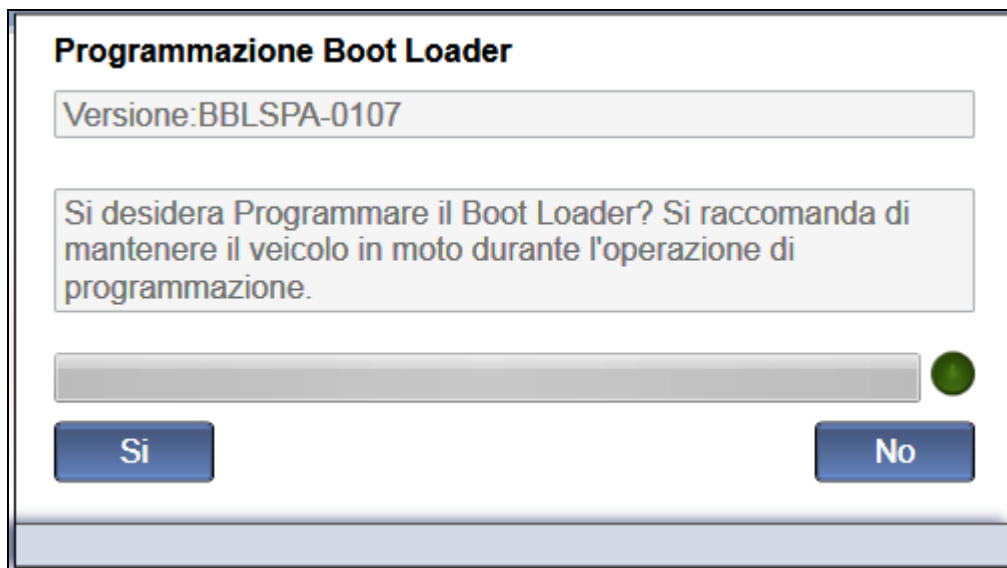 Programmazione Boot Loader
Versione:BBLSPA-0107
Si desidera Programmare il Boot Loader? Si raccomanda di
mantenere il veicolo in moto durante l'operazione di
programmazione.
Si
No